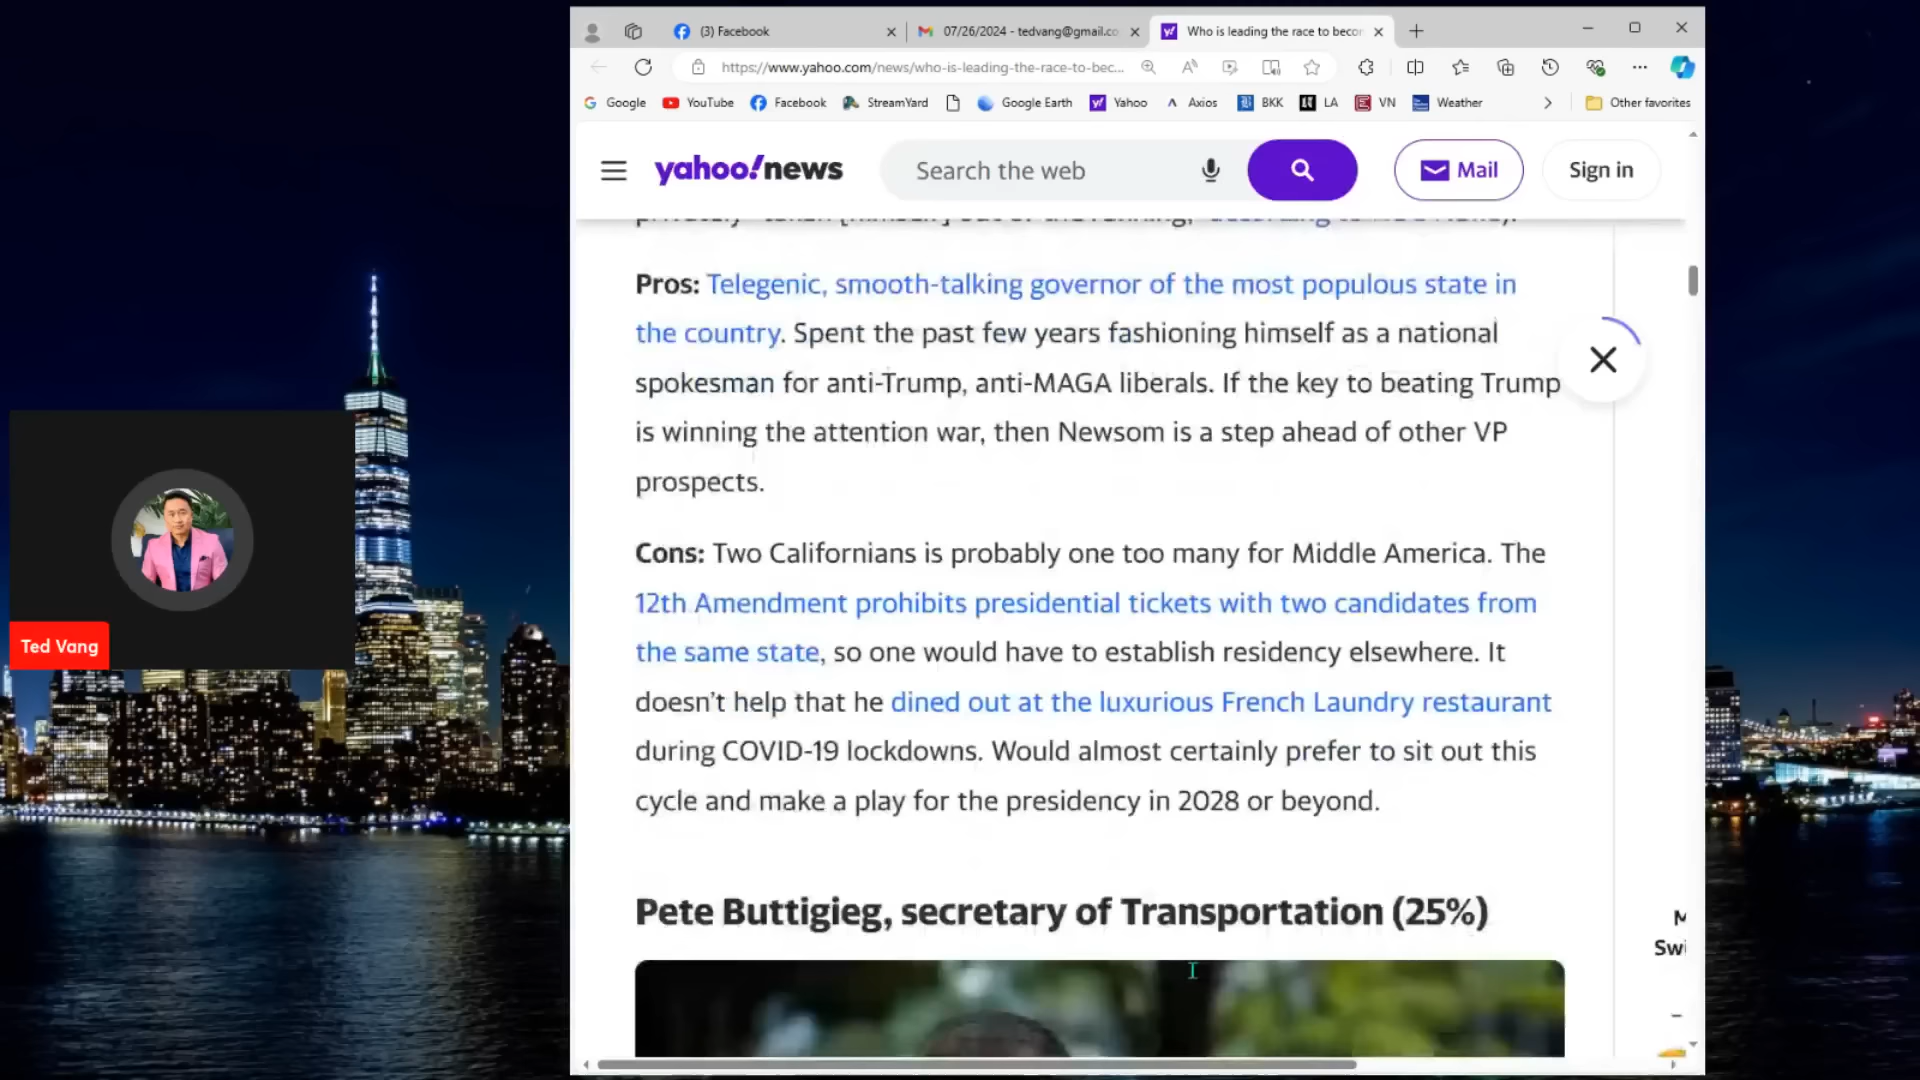 (3) Facebook
07/26/2024 - tedvang@gmail.co
Who is leading the race to becor
https://www.yahoo.com/news/who-is-leading-the-race-to-bec...
Google
YouTube
Facebook
StreamYard
Google Earth
Yahoo
Axios
BKK
LA
VN
Weather
Other favorites
yahoo!news
Search the web
Mail
Sign in
Pros: Telegenic, smooth-talking governor of the most populous state in
the country. Spent the past few years fashioning himself as a national
spokesman for anti-Trump, anti-MAGA liberals. If the key to beating Trump
is winning the attention war, then Newsom is a step ahead of other VP
prospects.
Cons: Two Californians is probably one too many for Middle America. The
12th Amendment prohibits presidential tickets with two candidates from
the same state, so one would have to establish residency elsewhere. It
doesn’t help that he dined out at the luxurious French Laundry restaurant
during COVID-19 lockdowns. Would almost certainly prefer to sit out this
cycle and make a play for the presidency in 2028 or beyond.
Pete Buttigieg, secretary of Transportation (25%)
Swi
Ted Vang